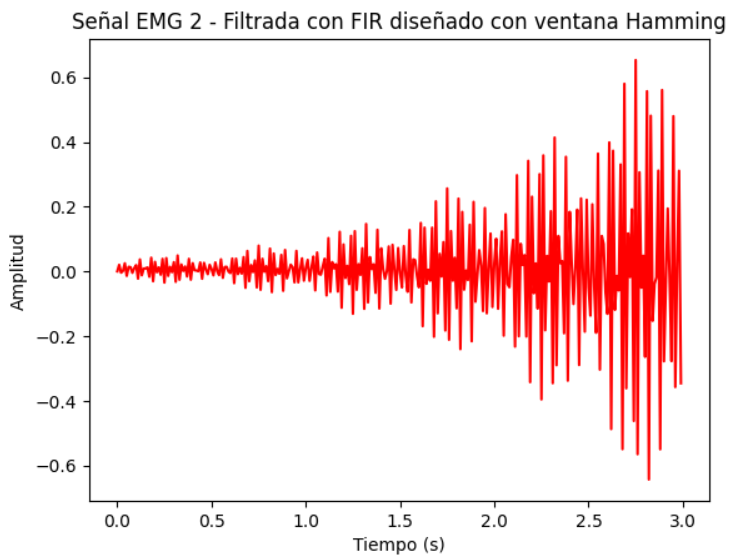 Señal EMG 2 - Filtrada con FIR diseñado con ventana Hamming
0.6
0.4
0.2
0.0
−0.2
−0.4
−0.6
Amplitud
0.0 0.5 1.0 1.5 2.0 2.5 3.0
Tiempo (s)